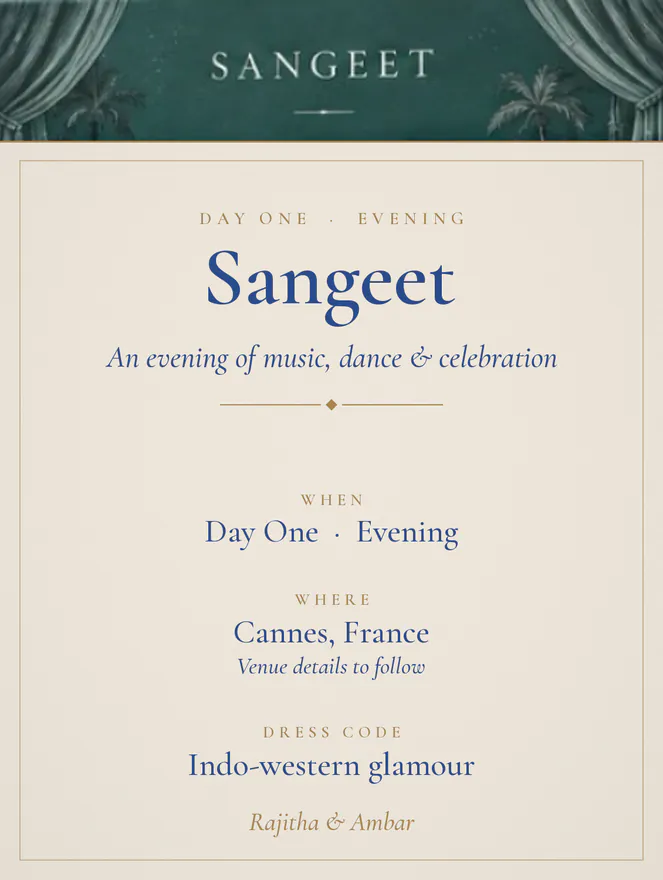 SANGEET
DAY ONE · EVENING
Sangeet
An evening of music, dance & celebration
WHEN
Day One · Evening
WHERE
Cannes, France
Venue details to follow
DRESS CODE
Indo-western glamour
Rajitha & Ambar